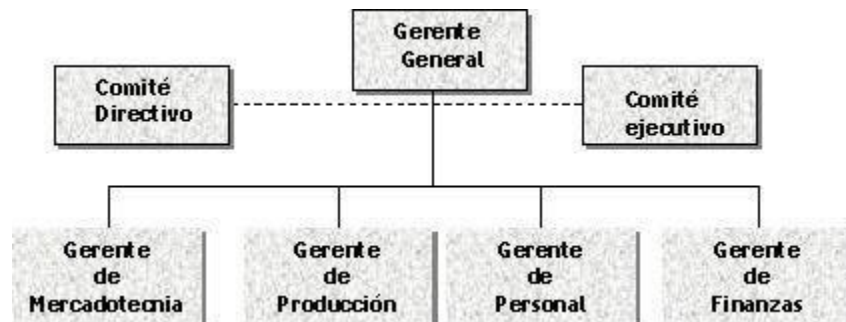 Gerente
General
Comité
Directivo
Comité
ejecutivo
Gerente
de
Mercadotecnia
Gerente
de
Producción
Gerente
de
Personal
Gerente
de
Finanzas